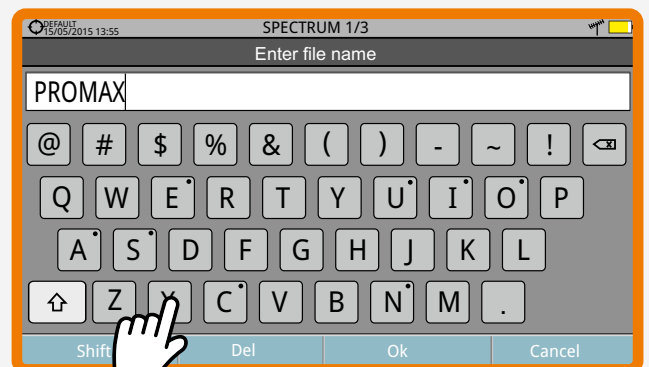 DEFAULT
15/05/2015 13:55
SPECTRUM 1/3
Enter file name
PROMAX
@ # $ % & ( ) - ~ !
Q W E R T Y U I O P
A S D F G H J K L
Z X C V B N M .
Shift Del Ok Cancel